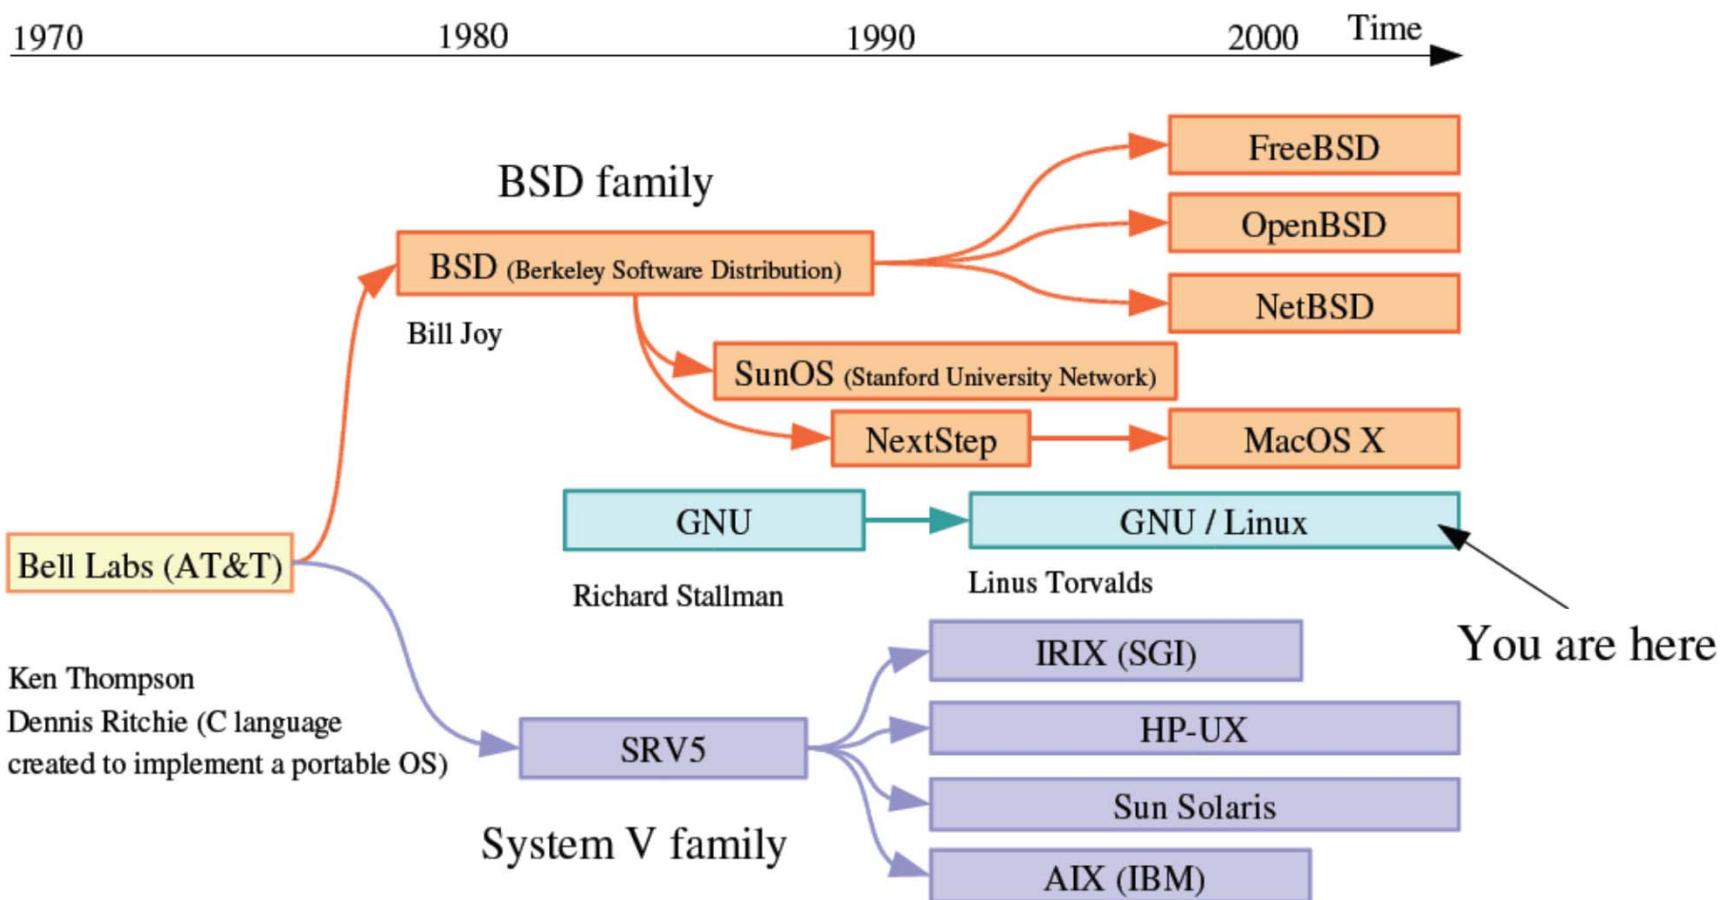 1970 1980 1990 2000 Time
BSD family
FreeBSD
OpenBSD
BSD (Berkeley Software Distribution)
NetBSD
Bill Joy
SunOS (Stanford University Network)
NextStep
MacOS X
GNU
GNU / Linux
Bell Labs (AT&T)
Richard Stallman
Linus Torvalds
You are here
IRIX (SGI)
Ken Thompson
Dennis Ritchie (C language
created to implement a portable OS)
SRV5
HP-UX
Sun Solaris
System V family
AIX (IBM)